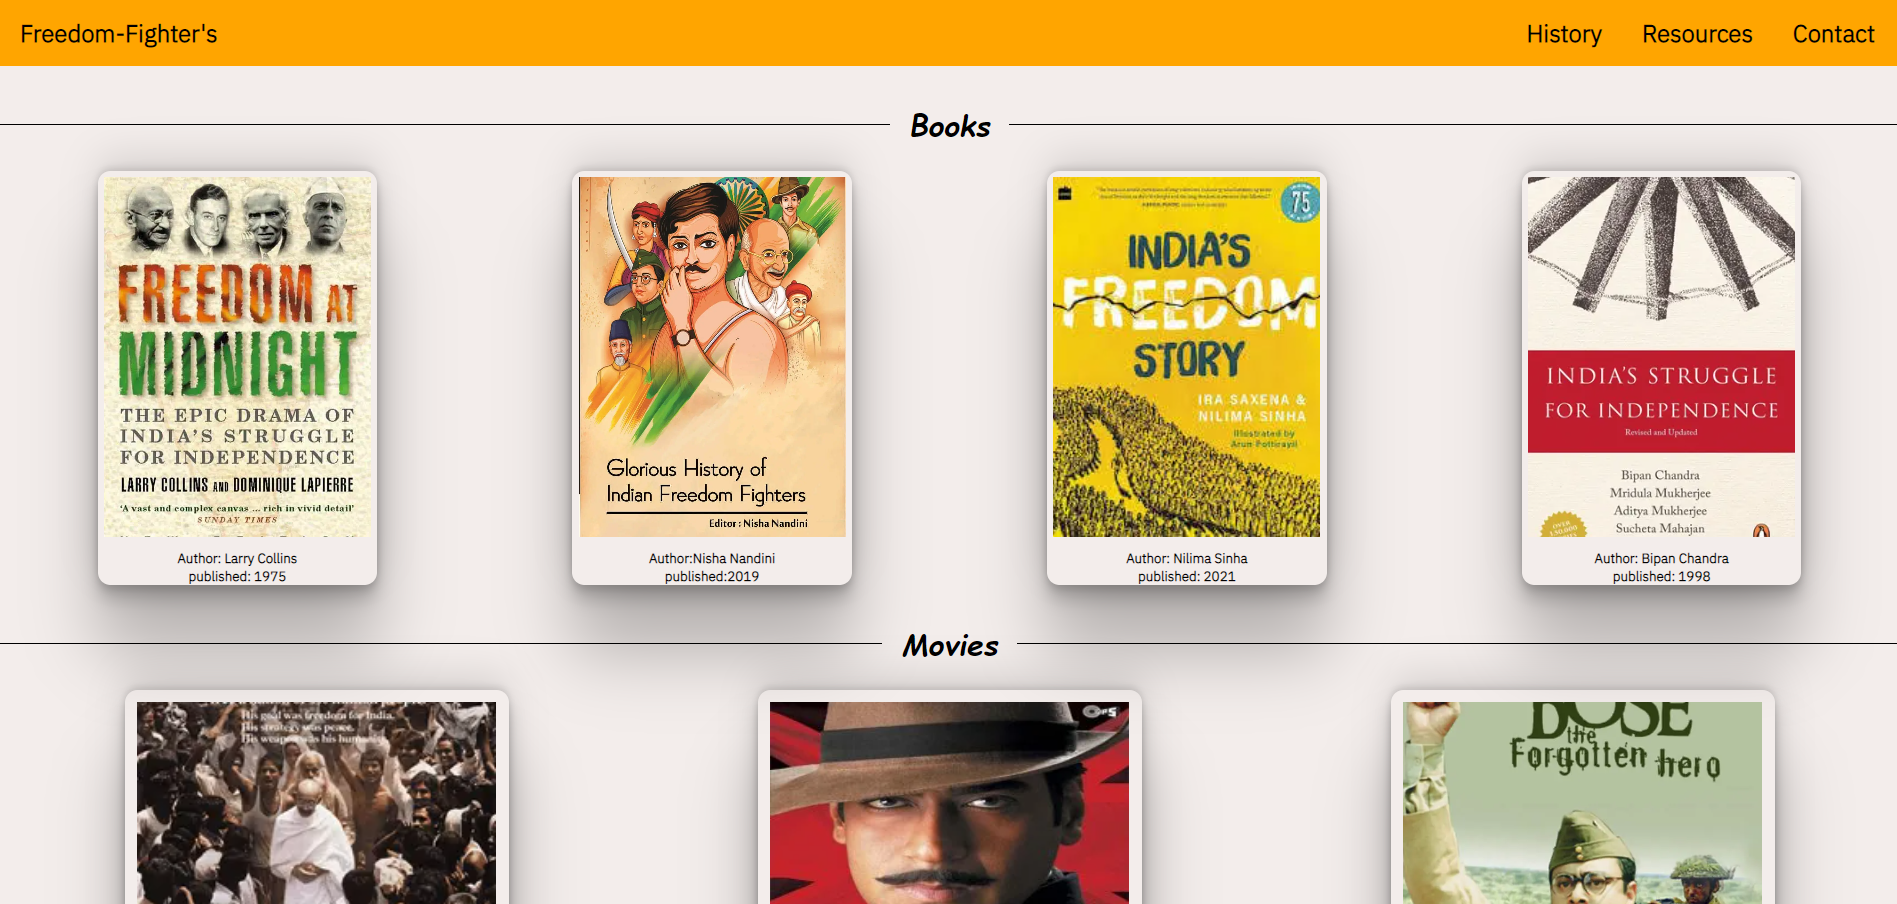 Freedom-Fighter's
History Resources Contact
Books
FREEDOM AT
MIDNIGHT
THE EPIC DRAMA OF
INDIA'S STRUGGLE
FOR INDEPENDENCE
LARRY COLLINS AND DOMINIQUE LAPIERRE
'A vast and complex canvas ... rich in vivid detail'
SUNDAY TIMES
Author: Larry Collins
published: 1975
Glorious History of
Indian Freedom Fighters
Editor : Nisha Nandini
Author:Nisha Nandini
published:2019
75
INDIA'S
FREEDOM
STORY
IRA SAXENA &
NILIMA SINHA
Illustrated by
Arun Pottirayil
Author: Nilima Sinha
published: 2021
INDIA'S STRUGGLE
FOR INDEPENDENCE
Revised and Updated
Bipan Chandra
Mridula Mukherjee
Aditya Mukherjee
Sucheta Mahajan
OVER
Author: Bipan Chandra
published: 1998
Movies
His goal was freedom for India.
His strategy was peace.
His weapon was his humanity.
BOSE
the
Forgotten hero